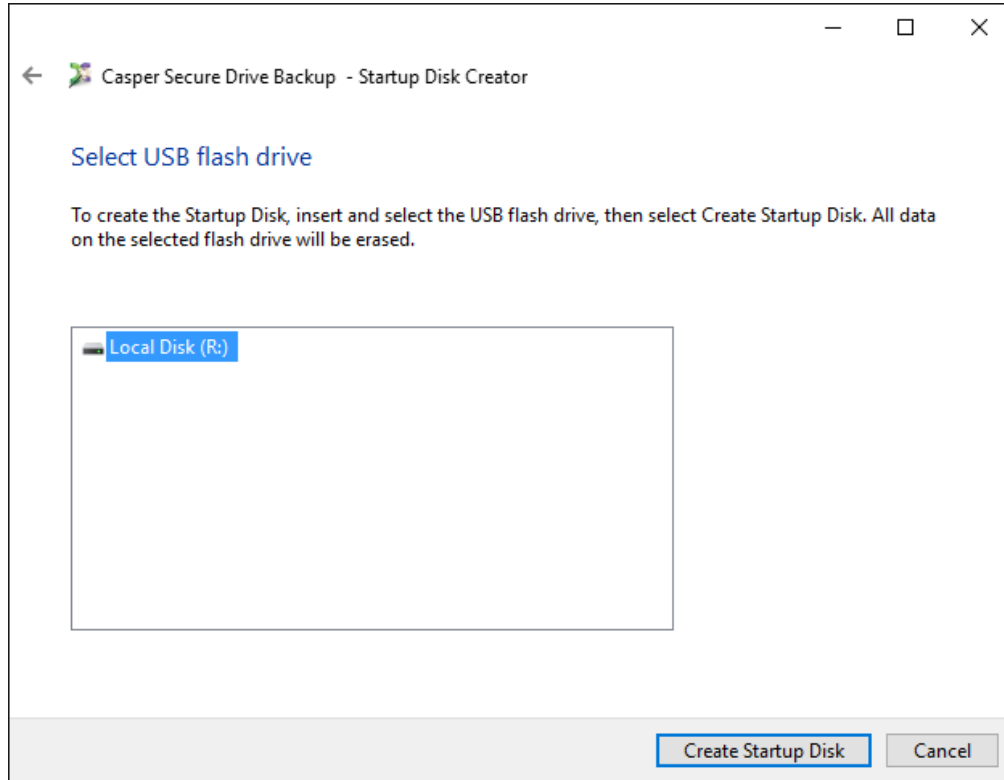 Casper Secure Drive Backup - Startup Disk Creator
Select USB flash drive
To create the Startup Disk, insert and select the USB flash drive, then select Create Startup Disk. All data
on the selected flash drive will be erased.
Local Disk (R:)
Create Startup Disk
Cancel